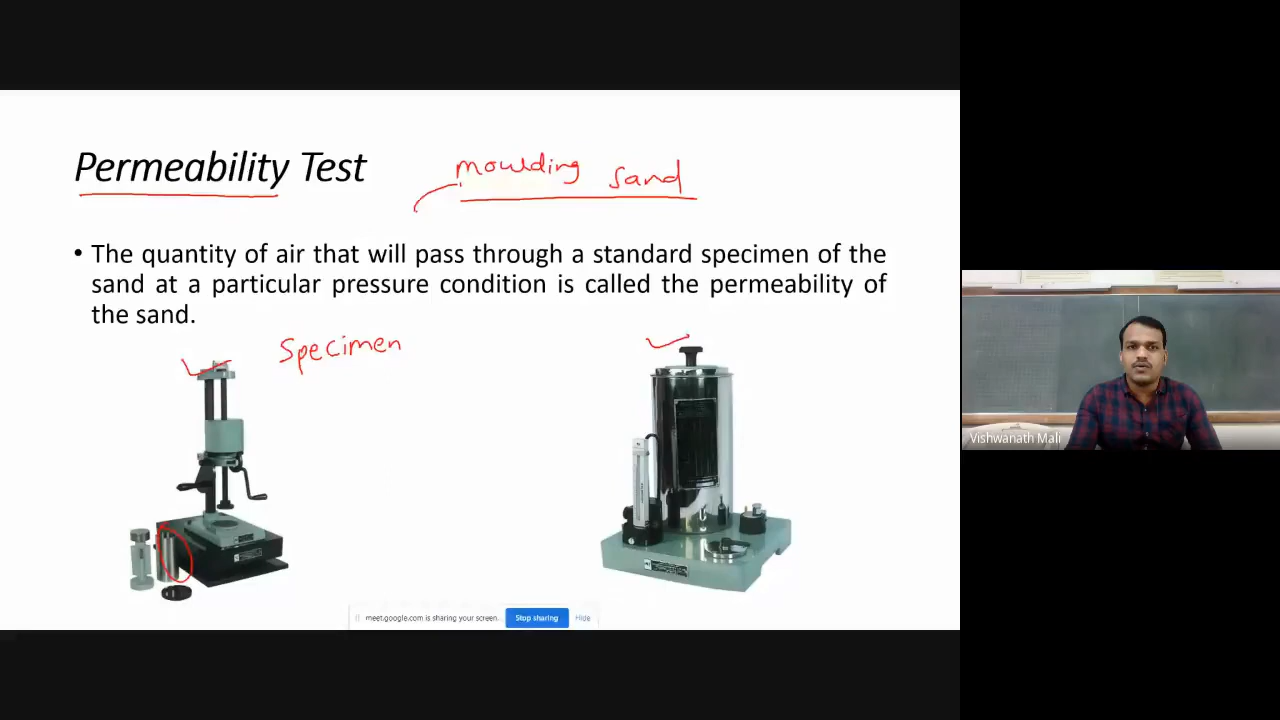 Permeability Test
moulding sand
• The quantity of air that will pass through a standard specimen of the
sand at a particular pressure condition is called the permeability of
the sand.
Specimen
Vishwanath Mali
meet.google.com is sharing your screen.
Stop sharing
Hide